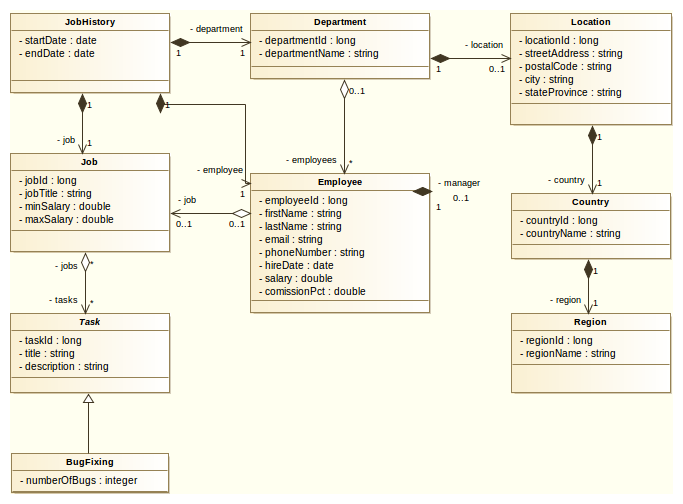 JobHistory
- startDate : date
- endDate : date
- department
1
1
Department
- departmentId : long
- departmentName : string
- location
1
0..1
Location
- locationId : long
- streetAddress : string
- postalCode : string
- city : string
- stateProvince : string
1
- job
1
1
- employee
1
0..1
- employees
*
1
- country
1
Job
- jobId : long
- jobTitle : string
- minSalary : double
- maxSalary : double
- job
0..1
0..1
Employee
- employeeId : long
- firstName : string
- lastName : string
- email : string
- phoneNumber : string
- hireDate : date
- salary : double
- comissionPct : double
- manager
0..1
1
Country
- countryId : long
- countryName : string
- jobs
*
- tasks
*
1
- region
1
Task
- taskId : long
- title : string
- description : string
Region
- regionId : long
- regionName : string
BugFixing
- numberOfBugs : integer